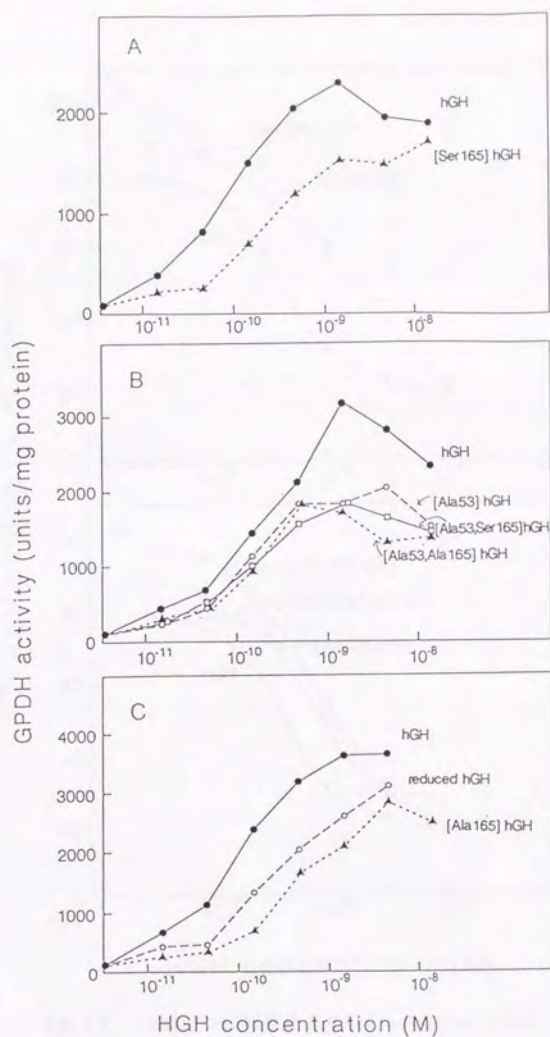 A
2000
1000
0
hGH
[Ser165] hGH
10-11
10-10
10-9
10-8
B
3000
2000
1000
0
hGH
[Ala53] hGH
[Ala53,Ser165]hGH
[Ala53,Ala165] hGH
10-11
10-10
10-9
10-8
C
4000
3000
2000
1000
0
hGH
reduced hGH
[Ala165] hGH
10-11
10-10
10-9
10-8
GPDH activity (units/mg protein)
HGH concentration (M)